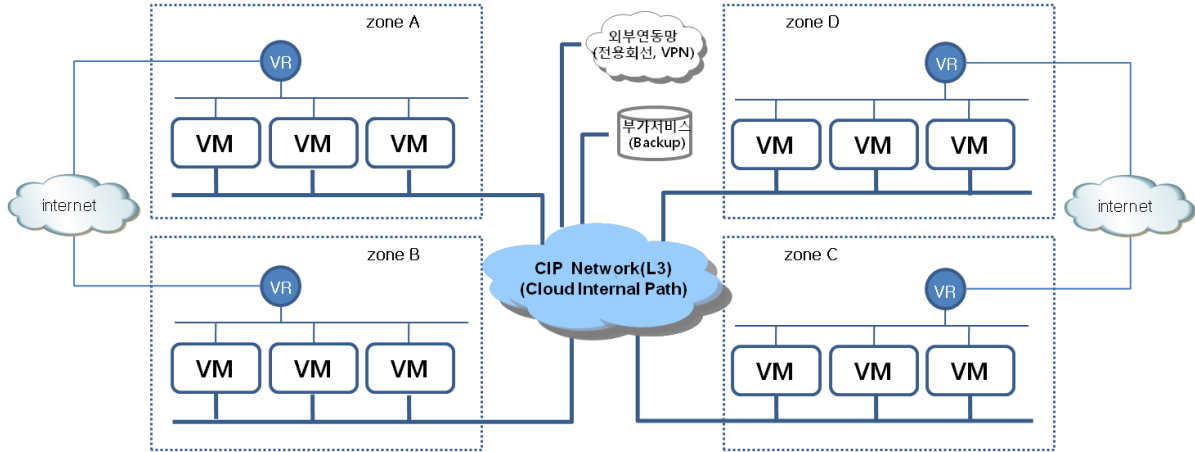 zone A
VR
VM VM VM
internet
zone B
VR
VM VM VM
외부연동망
(전용회선, VPN)
부가서비스
(Backup)
CIP Network(L3)
(Cloud Internal Path)
zone D
VR
VM VM VM
internet
zone C
VR
VM VM VM